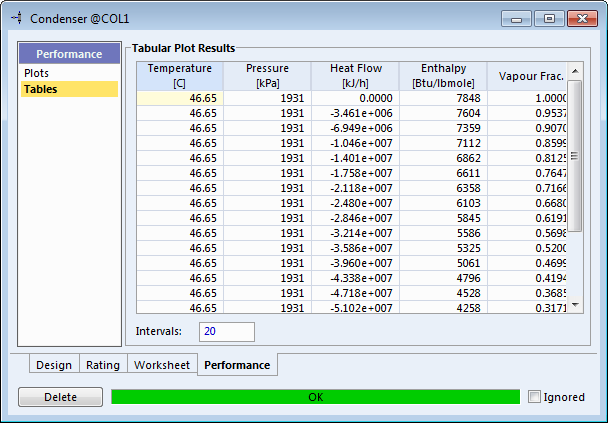 Condenser @COL1
Performance
Plots
Tables
Tabular Plot Results
Temperature [C] Pressure [kPa] Heat Flow [kJ/h] Enthalpy [Btu/lbmole] Vapour Frac.
46.65 1931 0.0000 7848 1.0000
46.65 1931 -3.461e+006 7604 0.9537
46.65 1931 -6.949e+006 7359 0.9070
46.65 1931 -1.046e+007 7112 0.8599
46.65 1931 -1.401e+007 6862 0.8125
46.65 1931 -1.758e+007 6611 0.7647
46.65 1931 -2.118e+007 6358 0.7166
46.65 1931 -2.480e+007 6103 0.6680
46.65 1931 -2.846e+007 5845 0.6191
46.65 1931 -3.214e+007 5586 0.5698
46.65 1931 -3.586e+007 5325 0.5200
46.65 1931 -3.960e+007 5061 0.4699
46.65 1931 -4.338e+007 4796 0.4194
46.65 1931 -4.718e+007 4528 0.3685
46.65 1931 -5.102e+007 4258 0.3171
Intervals: 20
Design Rating Worksheet Performance
Delete OK Ignored